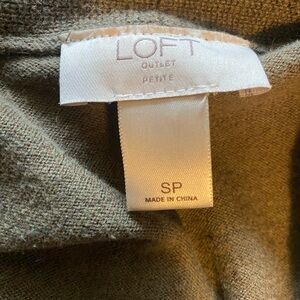 LOFT
OUTLET
PETITE
SP
MADE IN CHINA